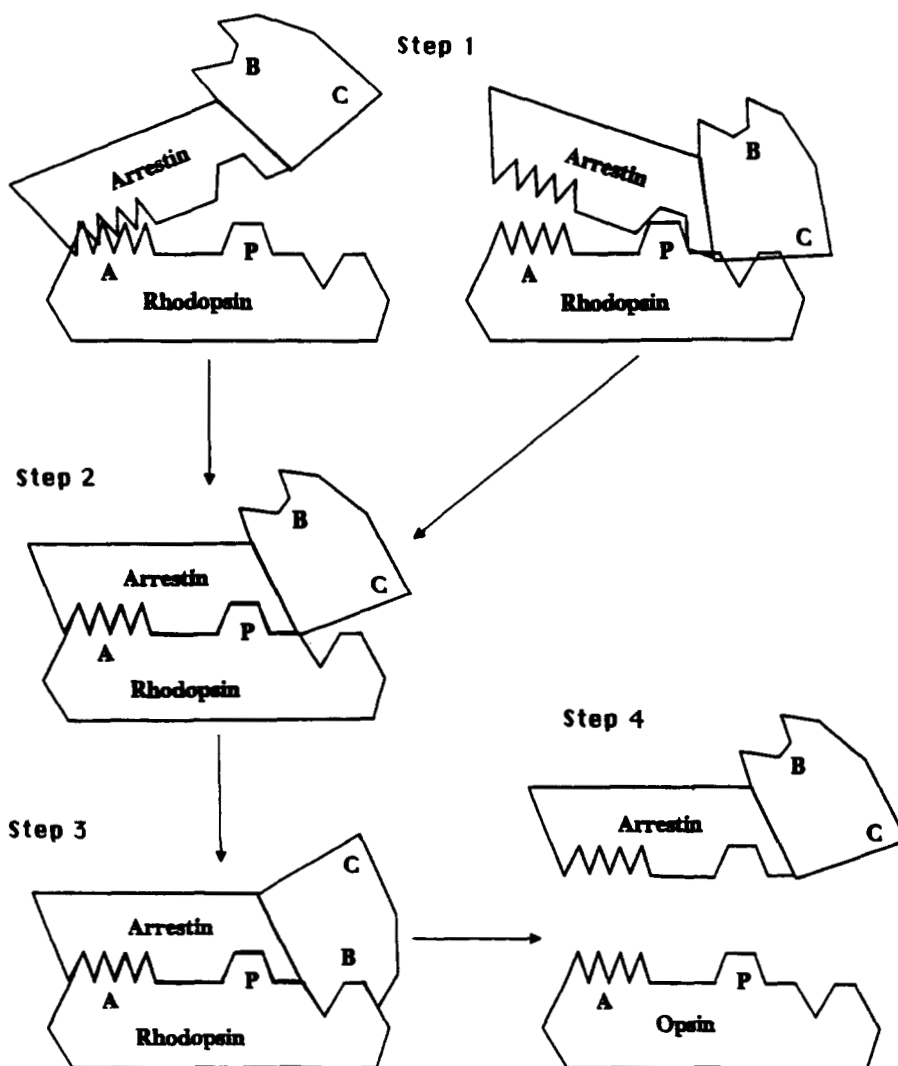 Step 1
B
C
Arrestin
A
P
Rhodopsin
Arrestin
B
C
A
P
Rhodopsin
Step 2
B
C
Arrestin
A
P
Rhodopsin
Step 3
C
Arrestin
B
A
P
Rhodopsin
Step 4
B
C
Arrestin
A
P
Opsin